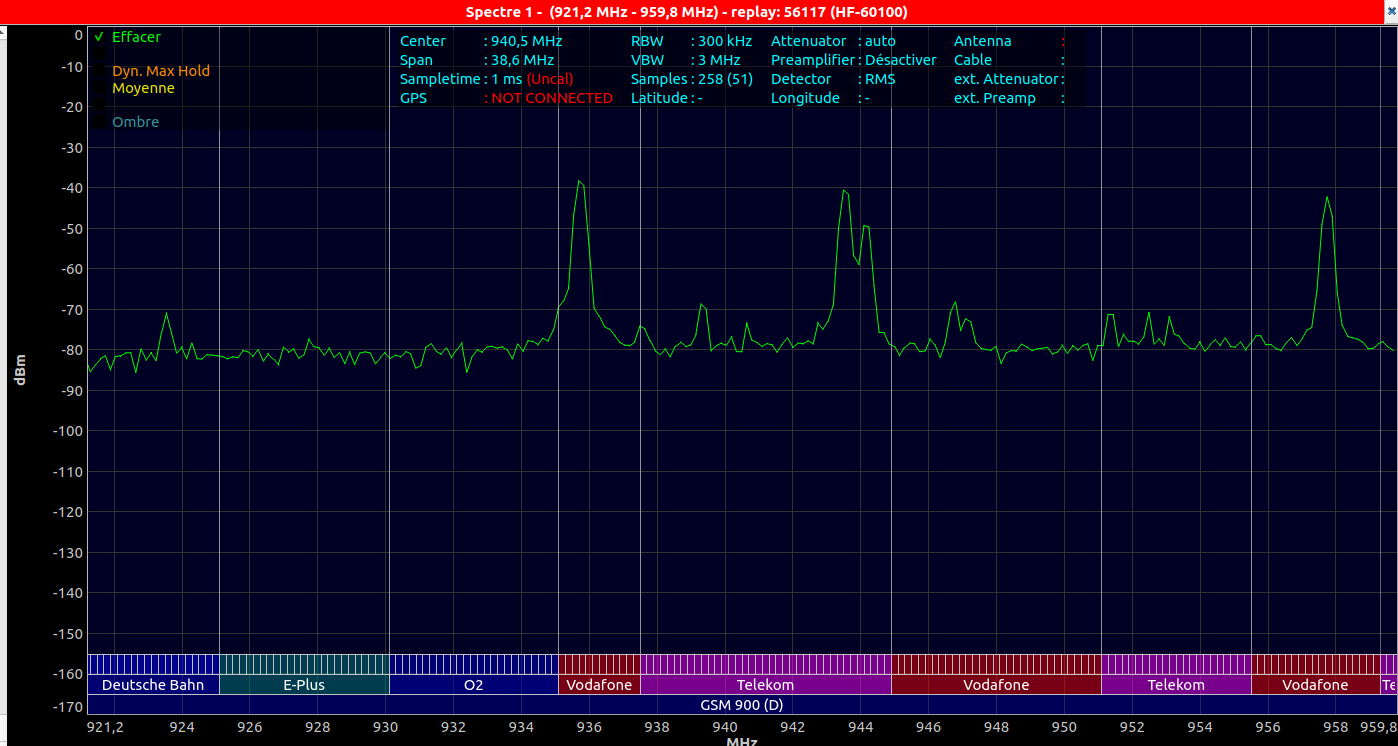 Spectre 1 - (921,2 MHz - 959,8 MHz) - replay: 56117 (HF-60100)
✓ Effacer
Dyn. Max Hold
Moyenne
Ombre
Center : 940,5 MHz RBW : 300 kHz Attenuator : auto Antenna :
Span : 38,6 MHz VBW : 3 MHz Preamplifier : Désactiver Cable :
Sampletime : 1 ms (Uncal) Samples : 258 (51) Detector : RMS ext. Attenuator :
GPS : NOT CONNECTED Latitude : - Longitude : - ext. Preamp :
0
-10
-20
-30
-40
-50
-60
-70
-80
-90
-100
-110
-120
-130
-140
-150
-160
-170
dBm
Deutsche Bahn E-Plus O2 Vodafone Telekom Vodafone Telekom Vodafone Te
GSM 900 (D)
921,2 924 926 928 930 932 934 936 938 940 942 944 946 948 950 952 954 956 958 959,8
MHz